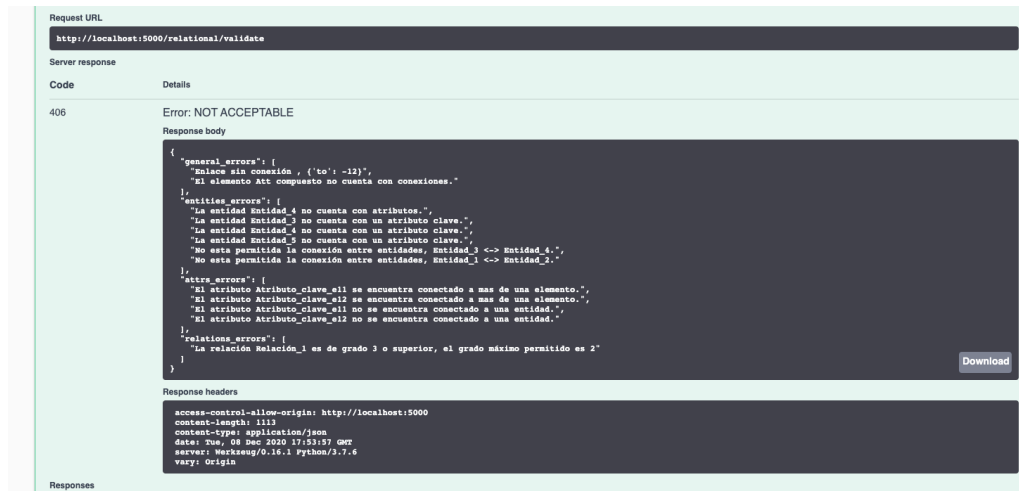 Request URL
http://localhost:5000/relational/validate
Server response
Code Details
406 Error: NOT ACCEPTABLE
Response body
{
"general_errors": [
"Enlace sin conexión , {'to': -12}",
"El elemento Att compuesto no cuenta con conexiones."
],
"entities_errors": [
"La entidad Entidad_4 no cuenta con atributos.",
"La entidad Entidad_3 no cuenta con un atributo clave.",
"La entidad Entidad_4 no cuenta con un atributo clave.",
"La entidad Entidad_5 no cuenta con un atributo clave.",
"No esta permitida la conexión entre entidades, Entidad_3 <-> Entidad_4.",
"No esta permitida la conexión entre entidades, Entidad_1 <-> Entidad_2."
],
"attrs_errors": [
"El atributo Atributo_clave_e11 se encuentra conectado a mas de una elemento.",
"El atributo Atributo_clave_e12 se encuentra conectado a mas de una elemento.",
"El atributo Atributo_clave_e11 no se encuentra conectado a una entidad.",
"El atributo Atributo_clave_e12 no se encuentra conectado a una entidad."
],
"relations_errors": [
"La relación Relación_1 es de grado 3 o superior, el grado máximo permitido es 2"
]
}
Download
Response headers
access-control-allow-origin: http://localhost:5000
content-length: 1113
content-type: application/json
date: Tue, 08 Dec 2020 17:53:57 GMT
server: Werkzeug/0.16.1 Python/3.7.6
vary: Origin
Responses